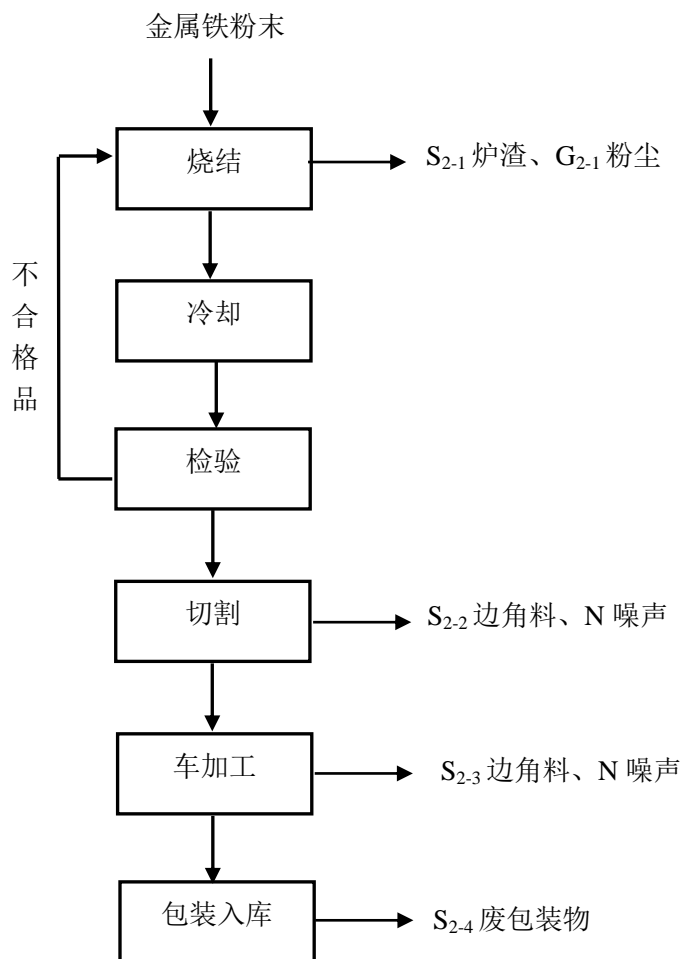 金属铁粉末
烧结
S2-1 炉渣、G2-1 粉尘
不合格品
冷却
检验
切割
S2-2 边角料、N 噪声
车加工
S2-3 边角料、N 噪声
包装入库
S2-4 废包装物